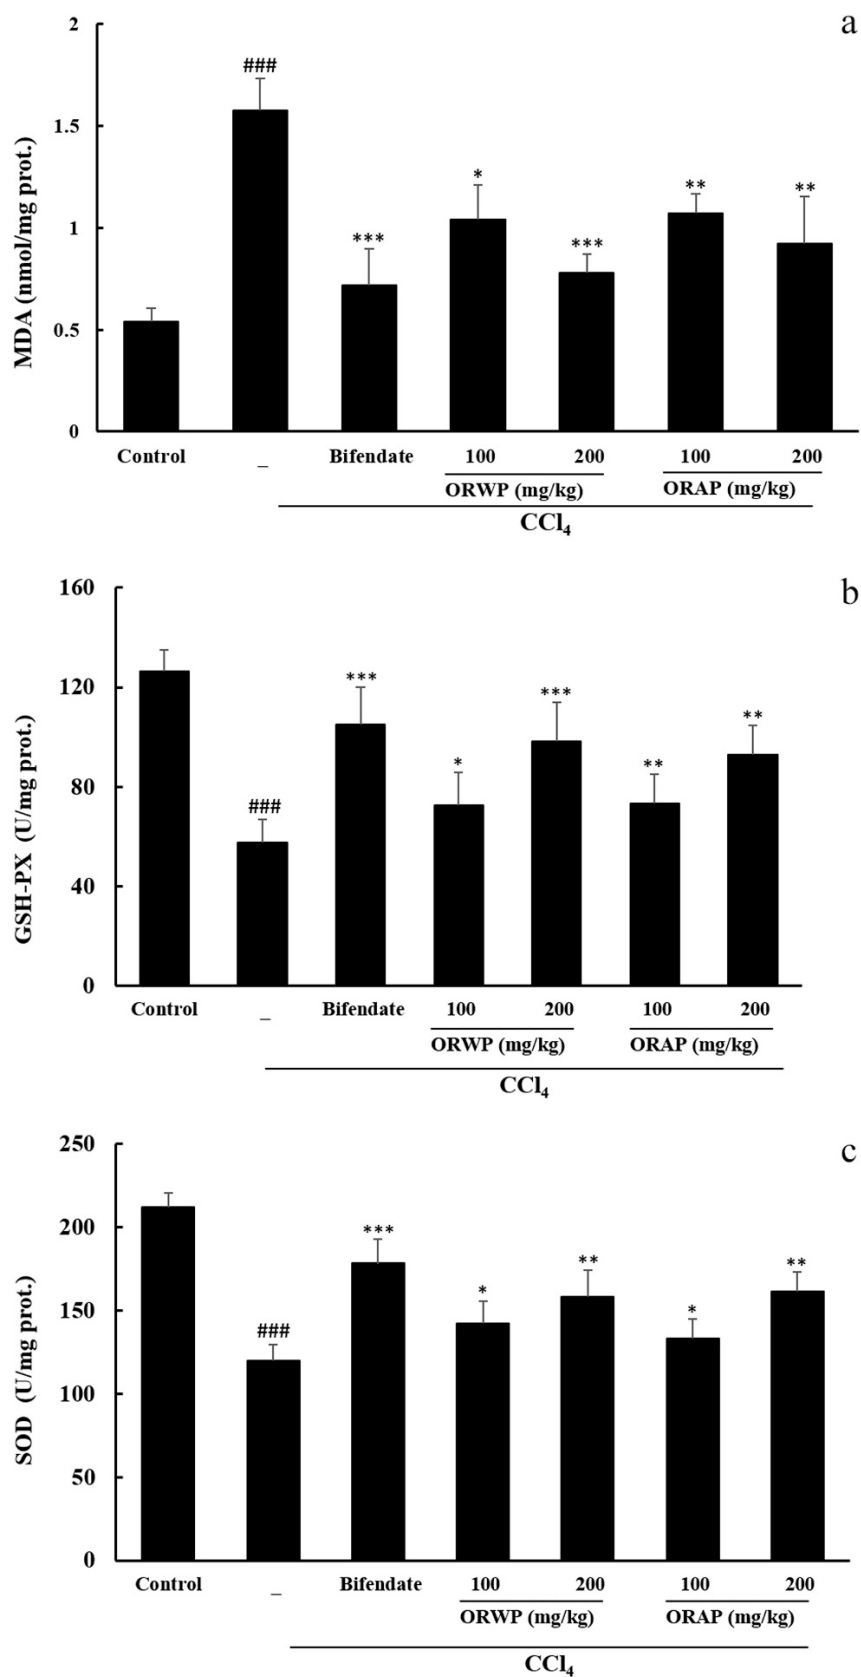 a
2
###
1.5
*
**
**
1
***
***
0.5
0
MDA (nmol/mg prot.)
Control
_
Bifendate
100
200
100
200
ORWP (mg/kg)
ORAP (mg/kg)
CCl₄
b
160
***
***
120
**
*
**
80
###
40
0
GSH-PX (U/mg prot.)
Control
_
Bifendate
100
200
100
200
ORWP (mg/kg)
ORAP (mg/kg)
CCl₄
c
250
200
***
**
**
*
*
150
###
100
50
0
SOD (U/mg prot.)
Control
_
Bifendate
100
200
100
200
ORWP (mg/kg)
ORAP (mg/kg)
CCl₄